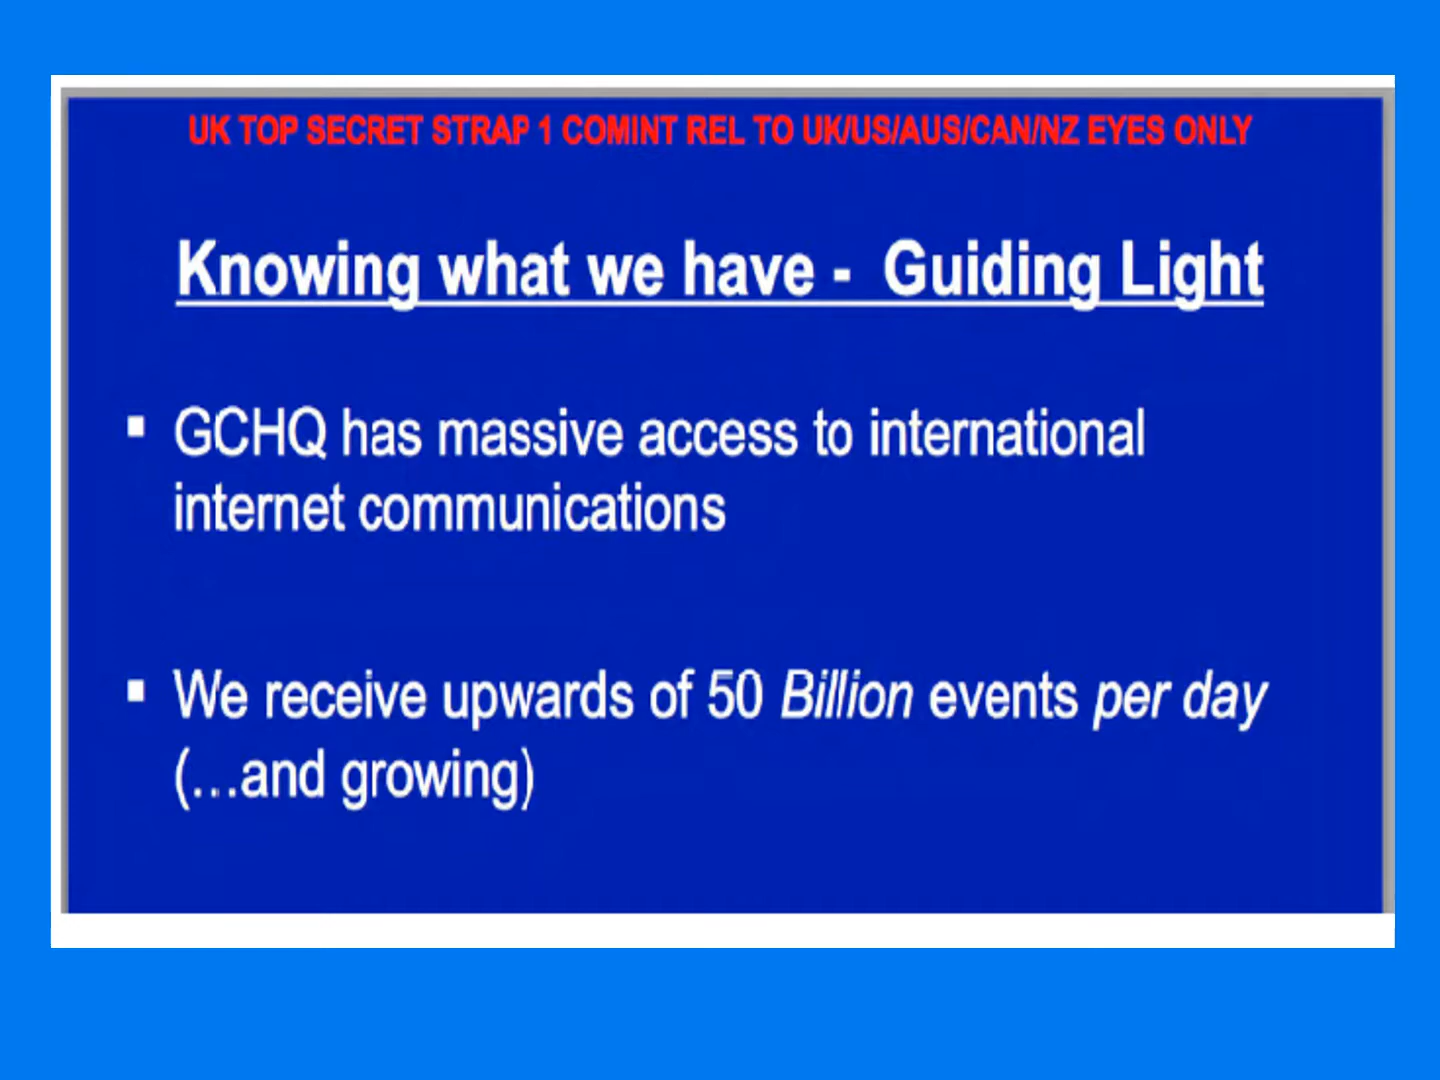 UK TOP SECRET STRAP 1 COMINT REL TO UK/US/AUS/CAN/NZ EYES ONLY
Knowing what we have - Guiding Light
▪ GCHQ has massive access to international
internet communications
▪ We receive upwards of 50 Billion events per day
(…and growing)